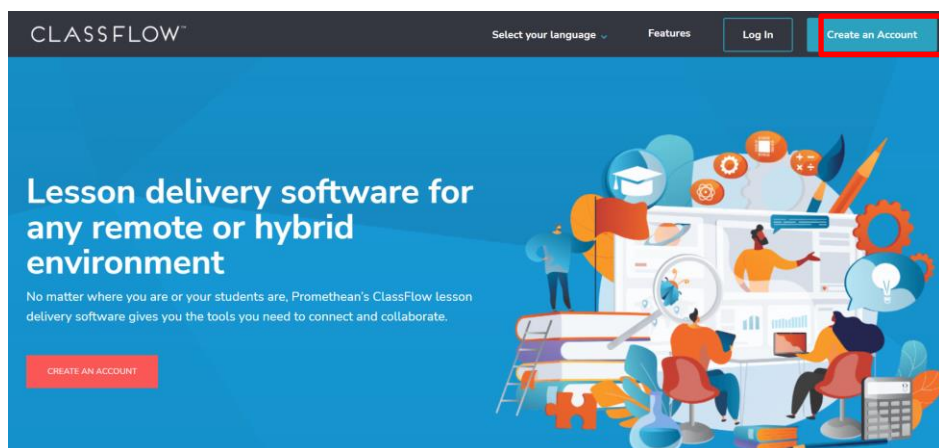 CLASSFLOW™
Select your language
Features
Log In
Create an Account
Lesson delivery software for
any remote or hybrid
environment
No matter where you are or your students are, Promethean's ClassFlow lesson
delivery software gives you the tools you need to connect and collaborate.
CREATE AN ACCOUNT